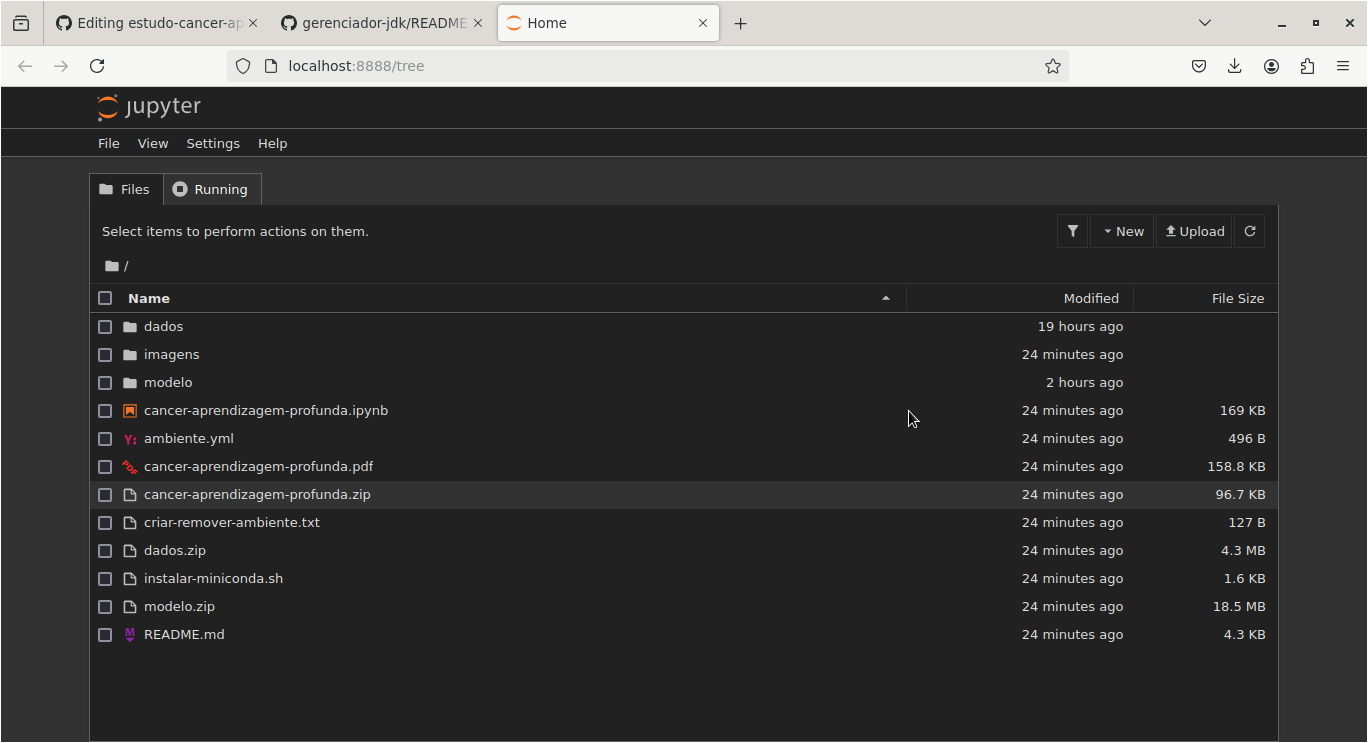 Editing estudo-cancer-ap
gerenciador-jdk/README
Home
localhost:8888/tree
jupyter
File View Settings Help
Files Running
Select items to perform actions on them.
New Upload
/
Name Modified File Size
dados 19 hours ago
imagens 24 minutes ago
modelo 2 hours ago
cancer-aprendizagem-profunda.ipynb 24 minutes ago 169 KB
Y: ambiente.yml 24 minutes ago 496 B
PDF cancer-aprendizagem-profunda.pdf 24 minutes ago 158.8 KB
cancer-aprendizagem-profunda.zip 24 minutes ago 96.7 KB
criar-remover-ambiente.txt 24 minutes ago 127 B
dados.zip 24 minutes ago 4.3 MB
instalar-miniconda.sh 24 minutes ago 1.6 KB
modelo.zip 24 minutes ago 18.5 MB
M README.md 24 minutes ago 4.3 KB